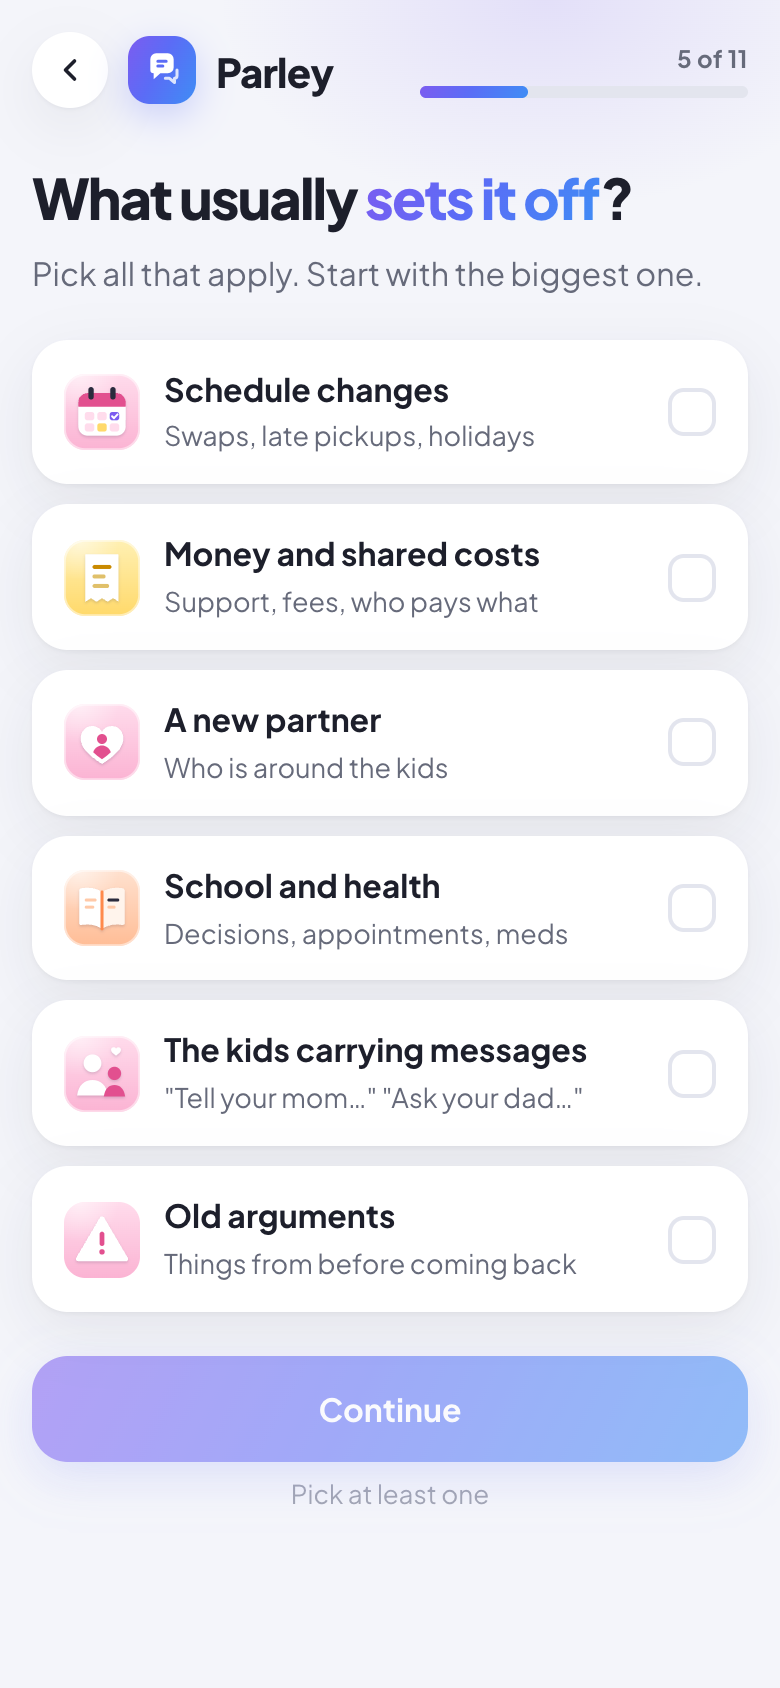 Parley
5 of 11
What usually sets it off?
Pick all that apply. Start with the biggest one.
Schedule changes
Swaps, late pickups, holidays
Money and shared costs
Support, fees, who pays what
A new partner
Who is around the kids
School and health
Decisions, appointments, meds
The kids carrying messages
"Tell your mom…" "Ask your dad…"
Old arguments
Things from before coming back
Continue
Pick at least one